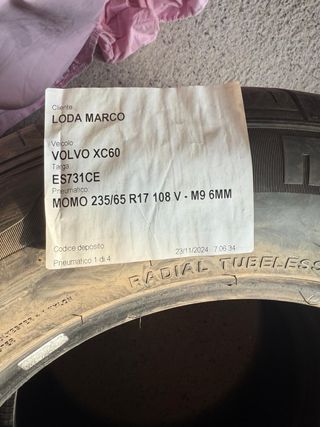 Cliente
LODA MARCO
Veicolo
VOLVO XC60
Targa
ES731CE
Pneumatico
MOMO 235/65 R17 108 V - M9 6MM
Codice deposito
23/11/2024 7.06.34
Pneumatico 1 di 4
RADIAL TUBELESS